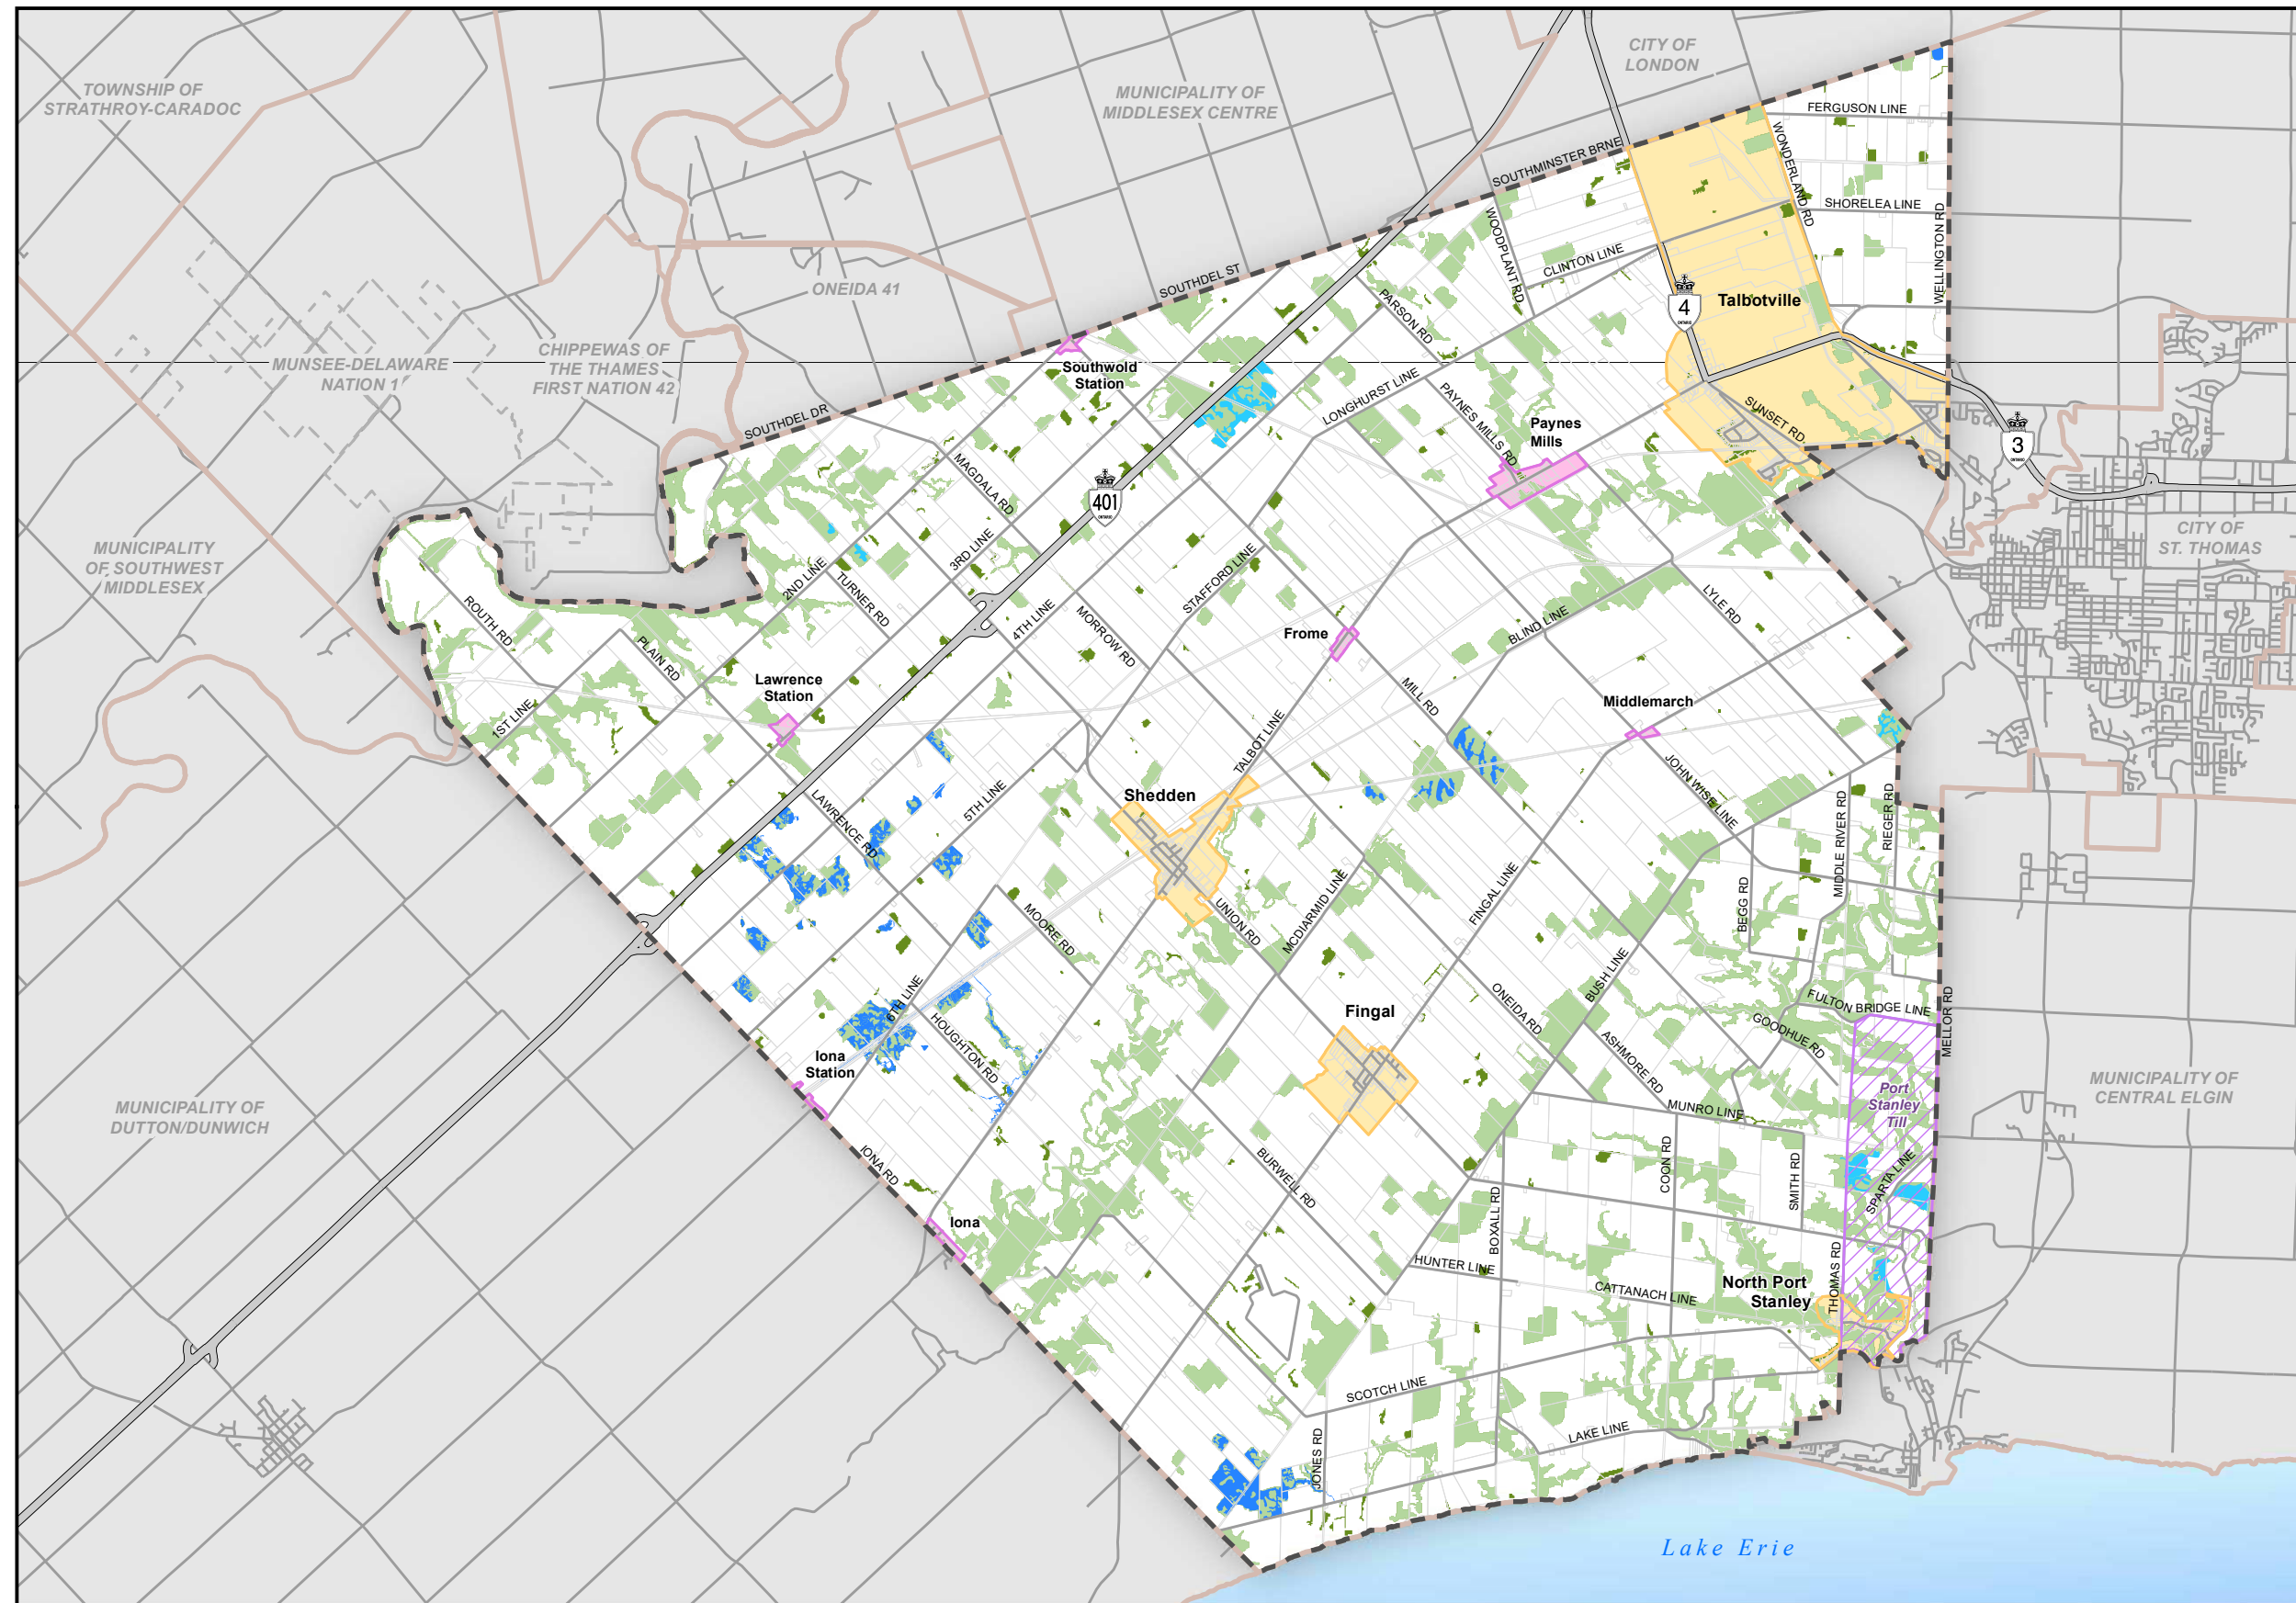 TOWNSHIP OF
STRATHROY-CARADOC
MUNICIPALITY OF
MIDDLESEX CENTRE
CITY OF
LONDON
FERGUSON LINE
WONDERLAND RD
SOUTHMINSTER BRNE
SHORELEA LINE
WELLINGTON RD
WOODPLANT RD
CLINTON LINE
ONEIDA 41
SOUTHDEL ST
4
ONTARIO
Talbotville
PARSON RD
MUNSEE-DELAWARE
NATION 1
CHIPPEWAS OF
THE THAMES
FIRST NATION 42
Southwold
Station
LONGHURST LINE
PAYNES MILLS RD
Paynes
Mills
SUNSET RD
3
ONTARIO
SOUTHDEL DR
MAGDALA RD
401
ONTARIO
CITY OF
ST. THOMAS
MUNICIPALITY
OF SOUTHWEST
MIDDLESEX
3RD LINE
2ND LINE
TURNER RD
STAFFORD LINE
4TH LINE
MORROW RD
ROUTH RD
PLAIN RD
Frome
BLIND LINE
LYLE RD
Lawrence
Station
MILL RD
Middlemarch
1ST LINE
TALBOT LINE
JOHN WISE LINE
Shedden
5TH LINE
LAWRENCE RD
MIDDLE RIVER RD
RIEGER RD
BEGG RD
MOORE RD
UNION RD
MCDIARMID LINE
FINGAL LINE
BUSH LINE
ONEIDA RD
6TH LINE
HOUGHTON RD
Fingal
FULTON BRIDGE LINE
GOODHUE RD
ASHMORE RD
MELLOR RD
Iona
Station
MUNICIPALITY OF
DUTTON/DUNWICH
MUNRO LINE
Port
Stanley
Till
MUNICIPALITY OF
CENTRAL ELGIN
IONA RD
BURWELL RD
COON RD
SMITH RD
SPARTA LINE
BOXALL RD
Iona
HUNTER LINE
CATTANACH LINE
North Port
Stanley
THOMAS RD
SCOTCH LINE
LAKE LINE
JONES RD
Lake Erie